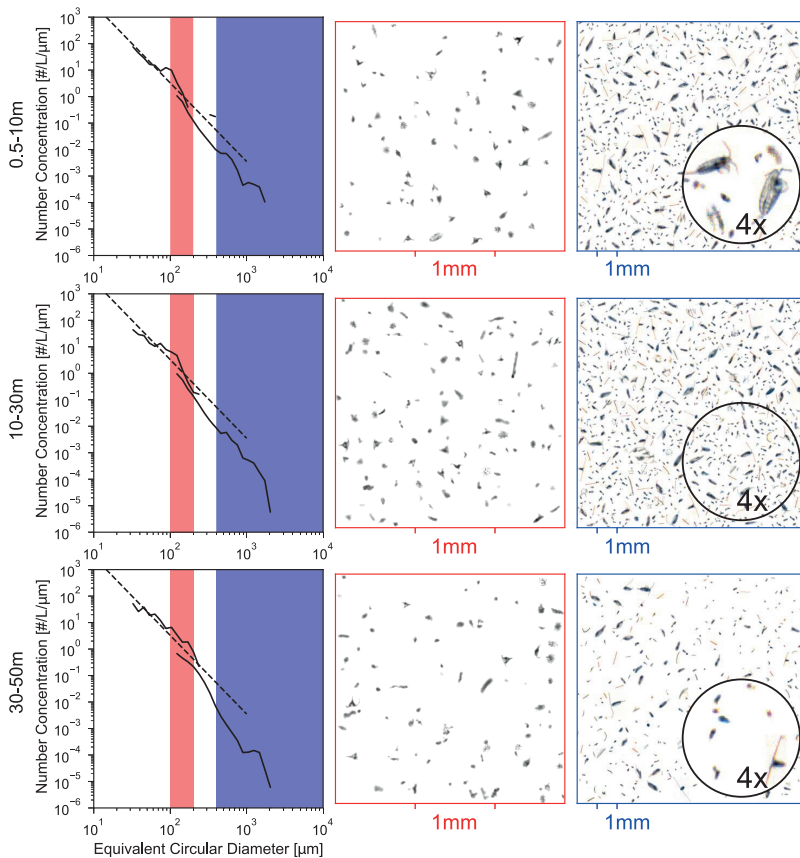 0.5-10m
Number Concentration [#/L/µm]
10³
10²
10¹
10⁰
10⁻¹
10⁻²
10⁻³
10⁻⁴
10⁻⁵
10⁻⁶
10¹ 10² 10³ 10⁴
1mm
4x
1mm
10-30m
Number Concentration [#/L/µm]
10³
10²
10¹
10⁰
10⁻¹
10⁻²
10⁻³
10⁻⁴
10⁻⁵
10⁻⁶
10¹ 10² 10³ 10⁴
1mm
4x
1mm
30-50m
Number Concentration [#/L/µm]
10³
10²
10¹
10⁰
10⁻¹
10⁻²
10⁻³
10⁻⁴
10⁻⁵
10⁻⁶
10¹ 10² 10³ 10⁴
Equivalent Circular Diameter [µm]
1mm
4x
1mm